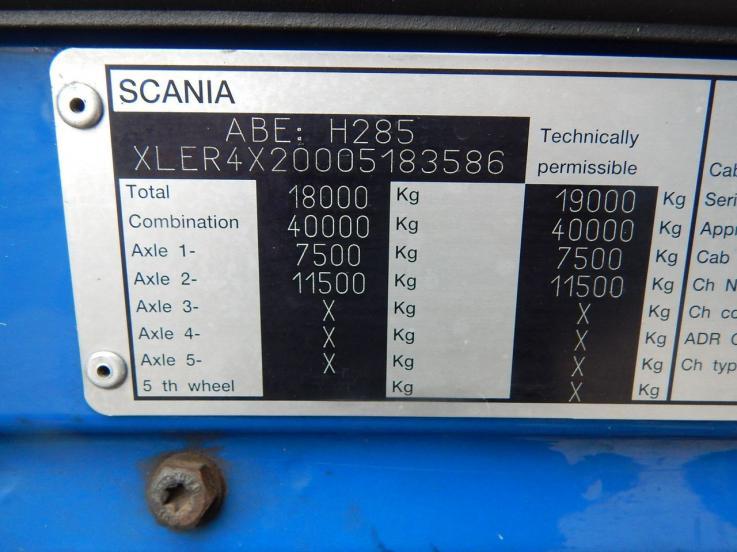 SCANIA
ABE: H285
XLER4X20005183586
Technically
permissible
Total 18000 Kg 19000 Kg
Combination 40000 Kg 40000 Kg
Axle 1- 7500 Kg 7500 Kg
Axle 2- 11500 Kg 11500 Kg
Axle 3- X Kg X Kg
Axle 4- X Kg X Kg
Axle 5- X Kg X Kg
5 th wheel Kg X Kg
Cab
Seri
Appr
Cab
Ch N
Ch co
ADR
Ch typ